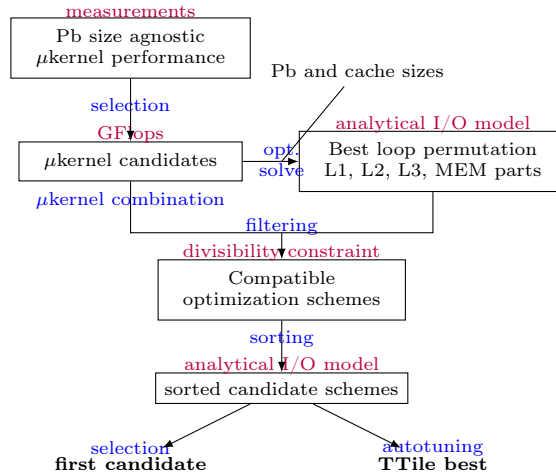 measurements
Pb size agnostic
μkernel performance
Pb and cache sizes
selection
GFlops
μkernel candidates
opt.
solve
analytical I/O model
Best loop permutation
L1, L2, L3, MEM parts
μkernel combination
filtering
divisibility constraint
Compatible
optimization schemes
sorting
analytical I/O model
sorted candidate schemes
selection
first candidate
autotuning
TTile best